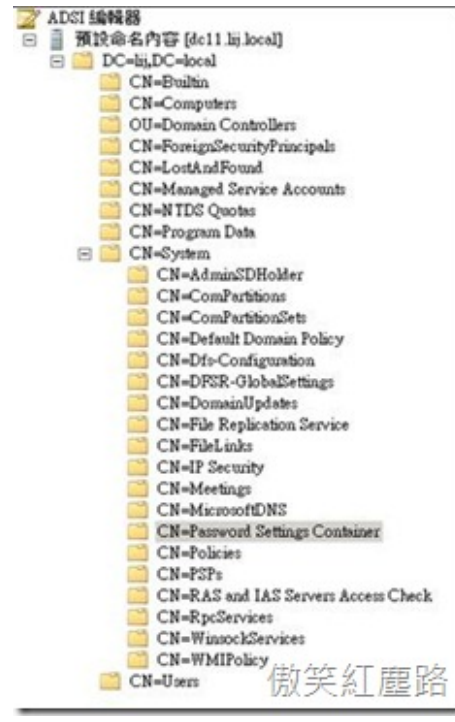 ADSI 編輯器
預設命名內容 [dc11.lij.local]
DC=lij,DC=local
CN=Builtin
CN=Computers
OU=Domain Controllers
CN=ForeignSecurityPrincipals
CN=LostAndFound
CN=Managed Service Accounts
CN=NTDS Quotas
CN=Program Data
CN=System
CN=AdminSDHolder
CN=ComPartitions
CN=ComPartitionSets
CN=Default Domain Policy
CN=Dfs-Configuration
CN=DFSR-GlobalSettings
CN=DomainUpdates
CN=File Replication Service
CN=FileLinks
CN=IP Security
CN=Meetings
CN=MicrosoftDNS
CN=Password Settings Container
CN=Policies
CN=PSPs
CN=RAS and IAS Servers Access Check
CN=RpcServices
CN=WinsockServices
CN=WMIPolicy
CN=Users
傲笑紅塵路